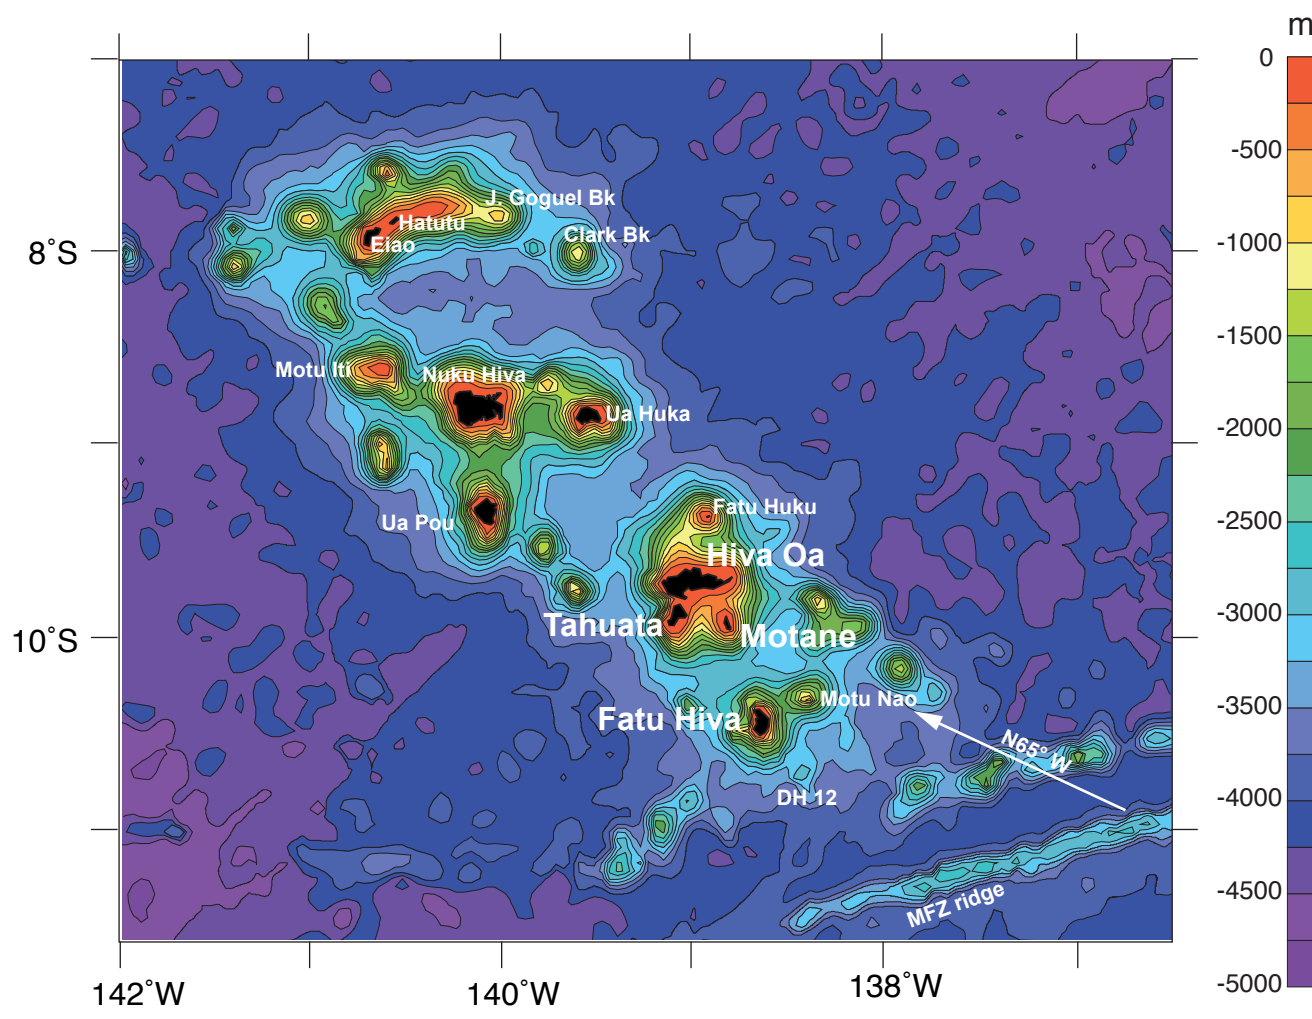 m
0
-500
-1000
-1500
-2000
-2500
-3000
-3500
-4000
-4500
-5000
8˚S
10˚S
142˚W
140˚W
138˚W
J. Goguel Bk
Hatutu
Eiao
Clark Bk
Motu Iti
Nuku Hiva
Ua Huka
Ua Pou
Fatu Huku
Hiva Oa
Tahuata
Motane
Motu Nao
Fatu Hiva
N65° W
DH 12
MFZ ridge